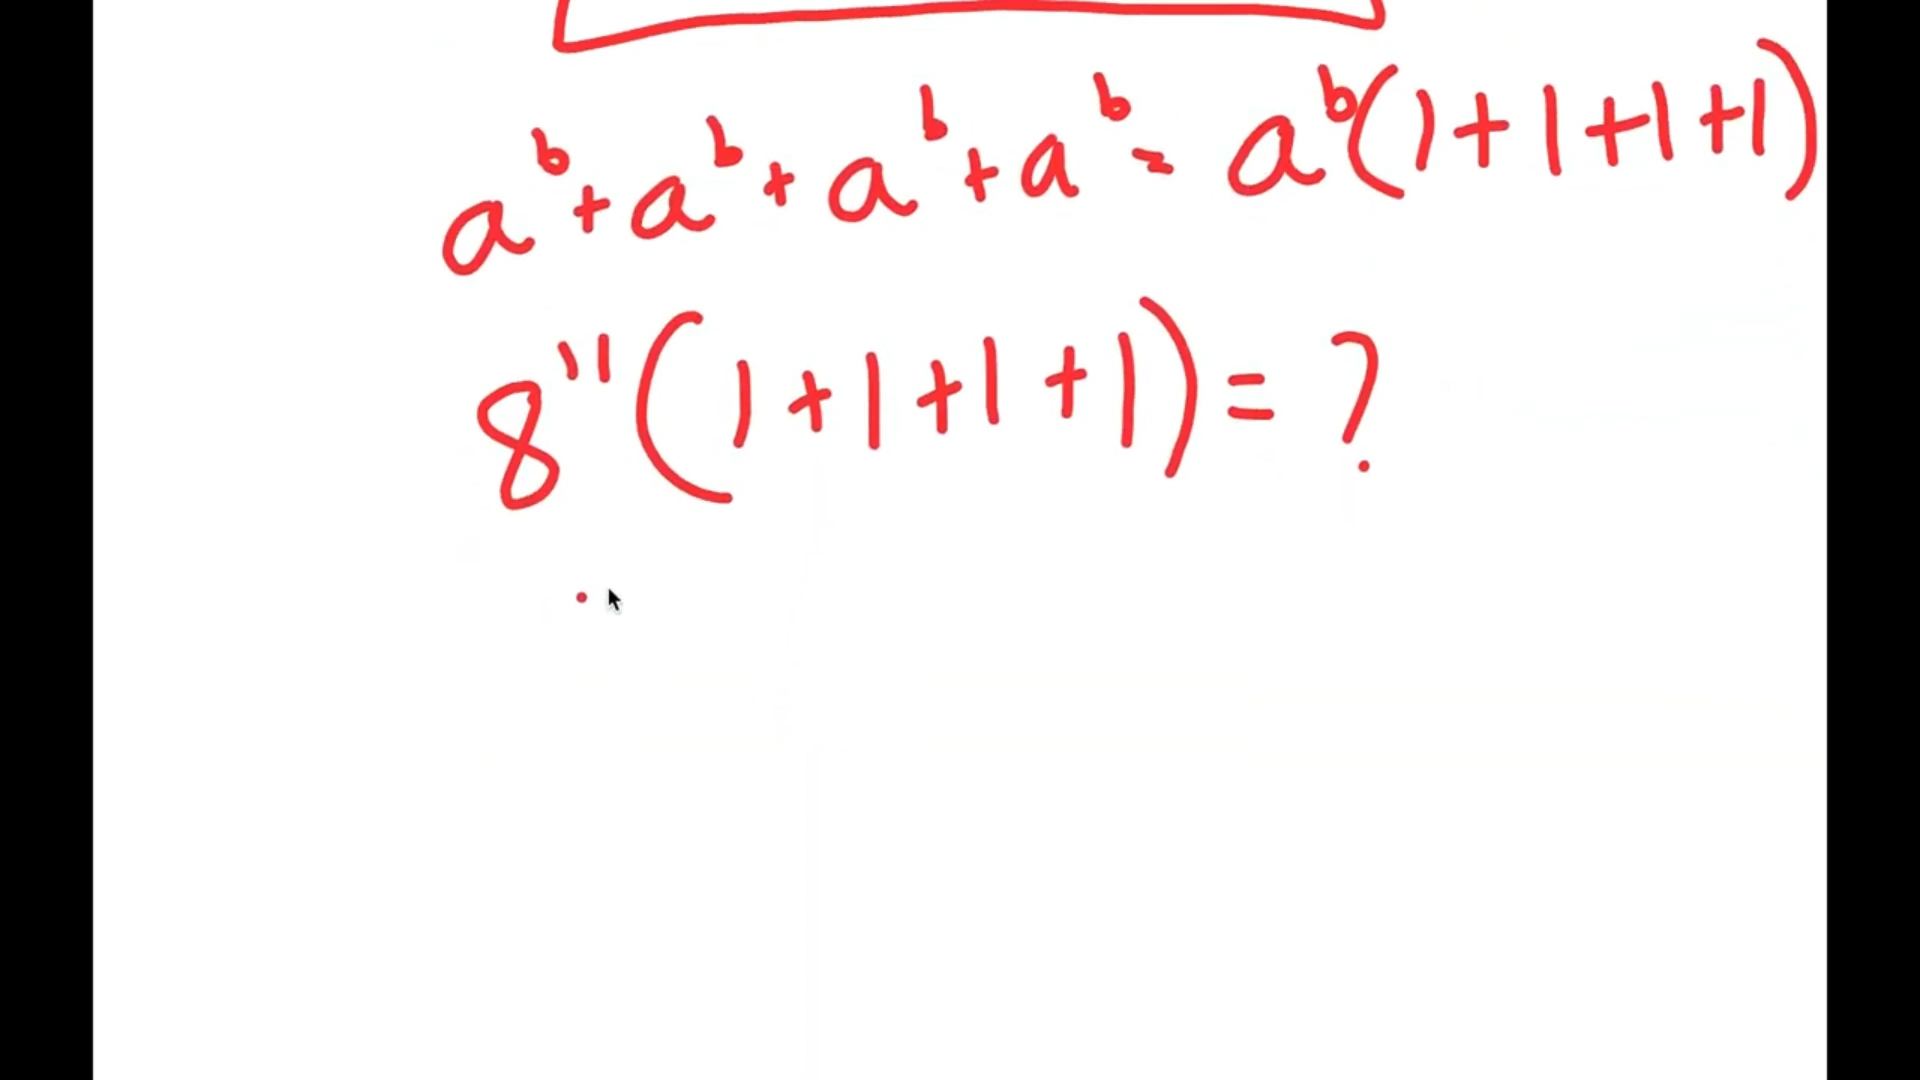 a^b + a^b + a^b + a^b = a^b(1+1+1+1)
8^11(1+1+1+1) = ?